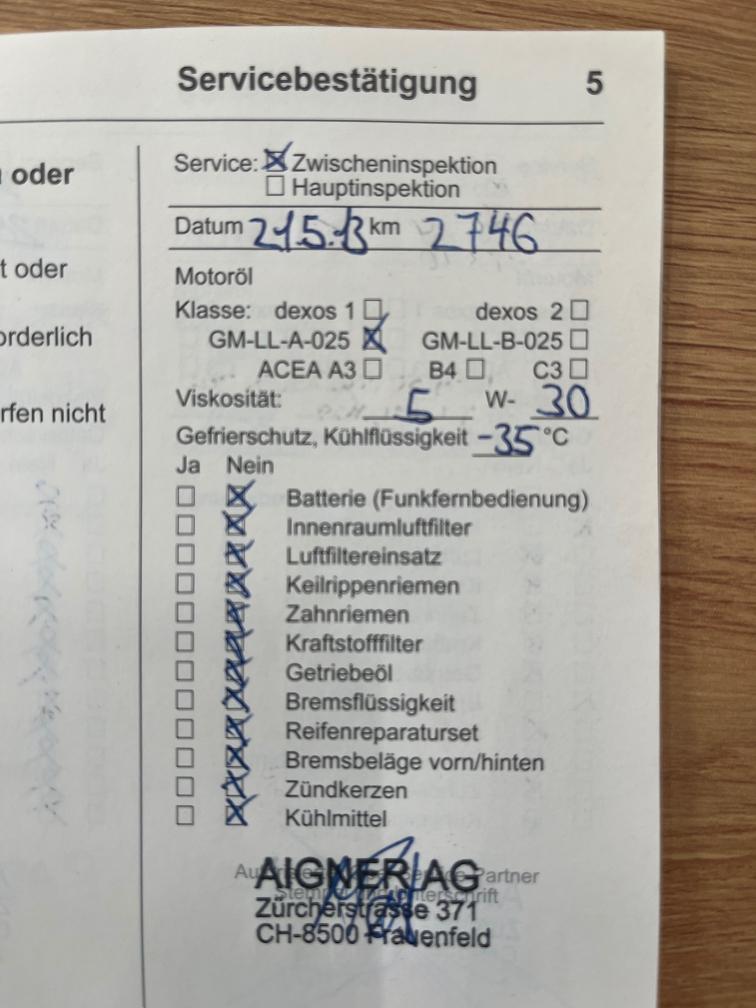 Servicebestätigung 5
oder
t oder
orderlich
rfen nicht
Service: ☒ Zwischeninspektion
☐ Hauptinspektion
Datum 21.5.13 km 2746
Motoröl
Klasse: dexos 1 ☐ dexos 2 ☐
GM-LL-A-025 ☒ GM-LL-B-025 ☐
ACEA A3 ☐ B4 ☐ C3 ☐
Viskosität: 5 W- 30
Gefrierschutz, Kühlflüssigkeit -35 °C
Ja Nein
☐ ☒ Batterie (Funkfernbedienung)
☐ ☒ Innenraumluftfilter
☐ ☒ Luftfiltereinsatz
☐ ☒ Keilrippenriemen
☐ ☒ Zahnriemen
☐ ☒ Kraftstofffilter
☐ ☒ Getriebeöl
☐ ☒ Bremsflüssigkeit
☐ ☒ Reifenreparaturset
☐ ☒ Bremsbeläge vorn/hinten
☐ ☒ Zündkerzen
☐ ☒ Kühlmittel
AIGNER AG
Service Partner
Zürcherstrasse 371
CH-8500 Frauenfeld